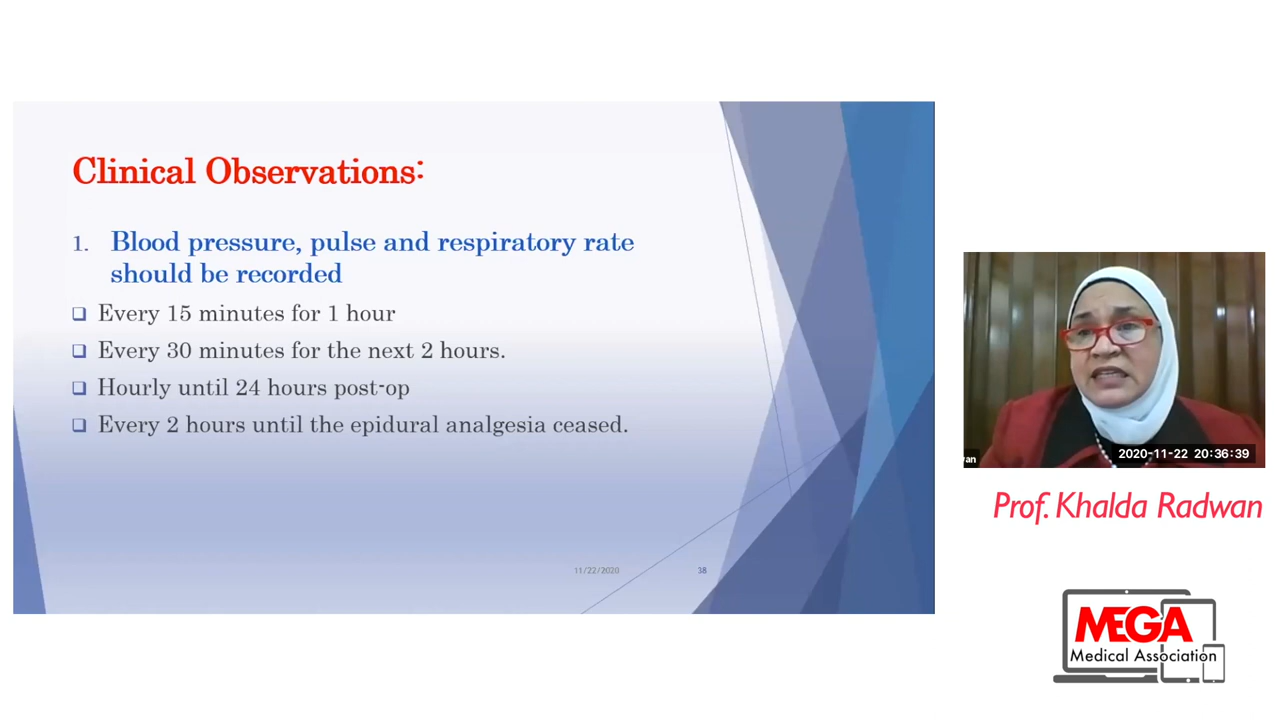 Clinical Observations:
1. Blood pressure, pulse and respiratory rate
should be recorded
❑ Every 15 minutes for 1 hour
❑ Every 30 minutes for the next 2 hours.
❑ Hourly until 24 hours post-op
❑ Every 2 hours until the epidural analgesia ceased.
11/22/2020 38
2020-11-22 20:36:39
Prof. Khalda Radwan
MEGA
Medical Association